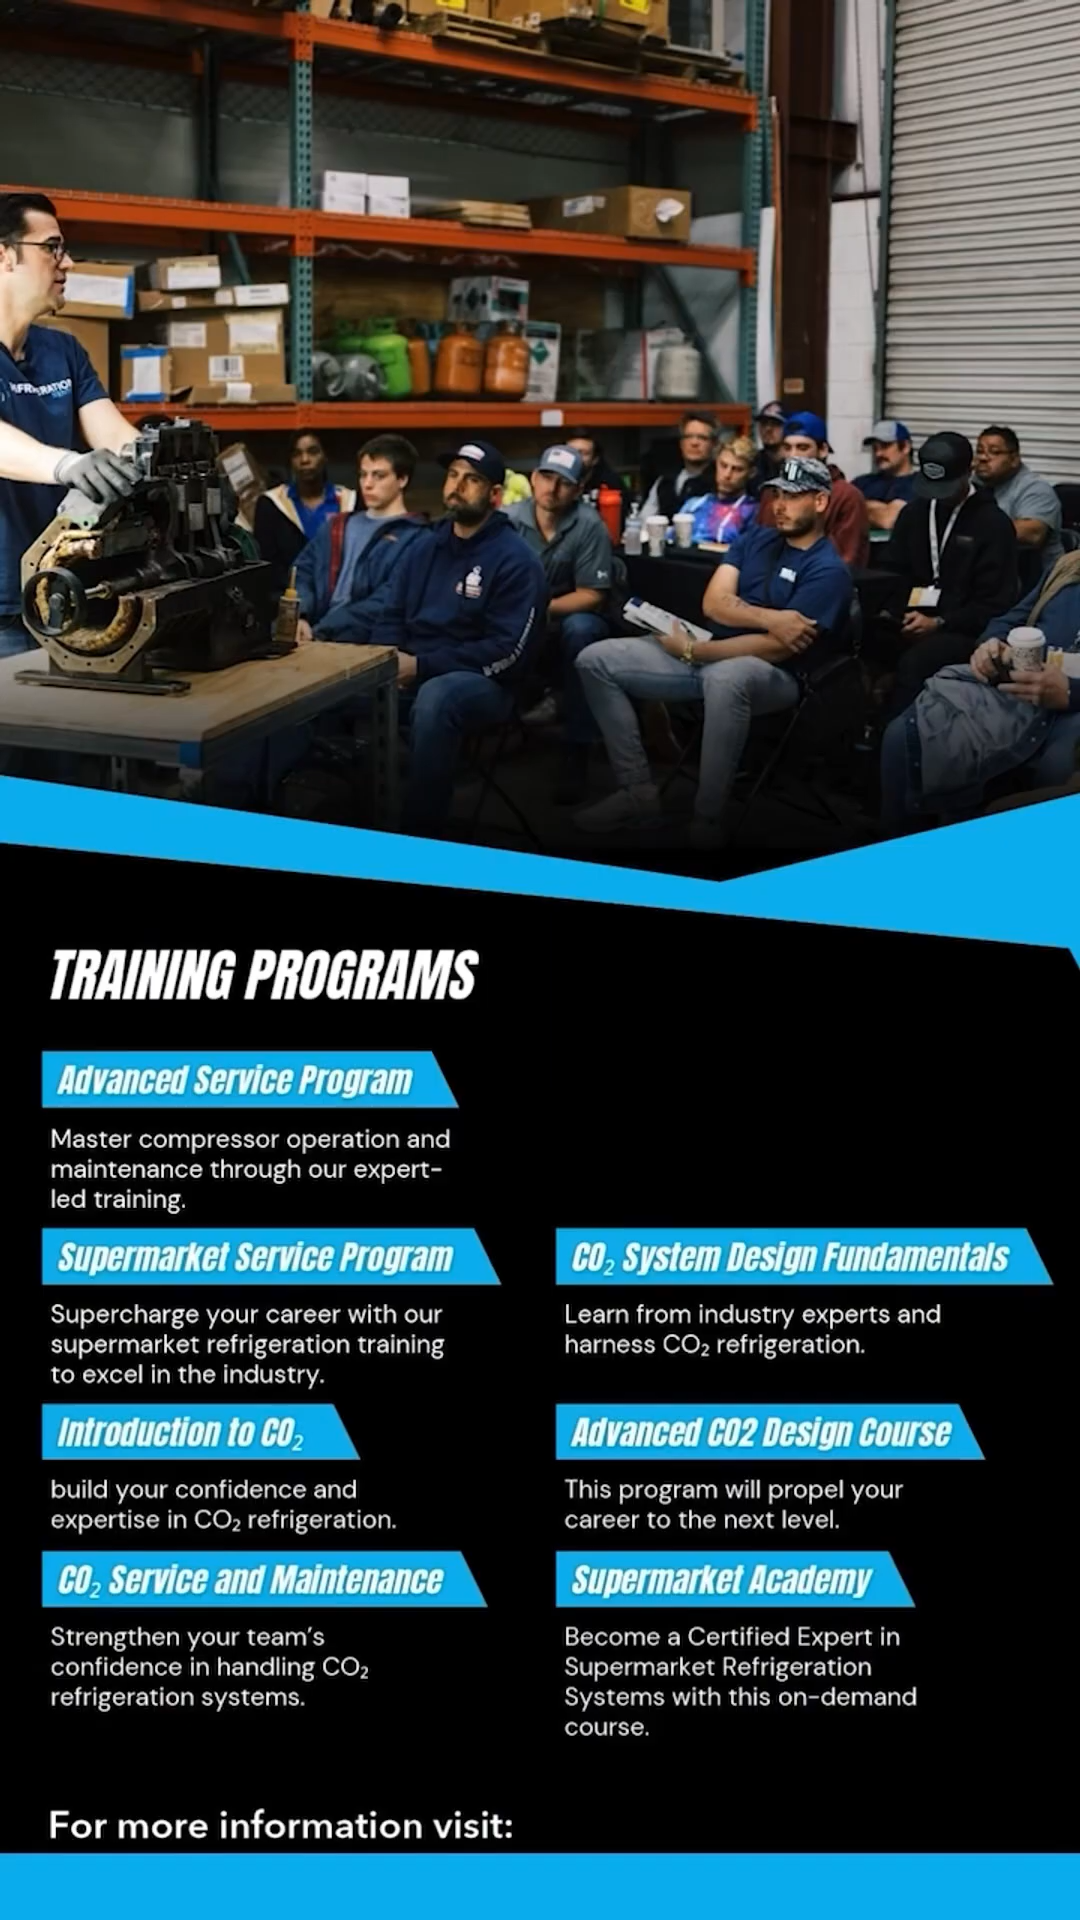 TRAINING PROGRAMS
Advanced Service Program
Master compressor operation and
maintenance through our expert-
led training.
Supermarket Service Program
Supercharge your career with our
supermarket refrigeration training
to excel in the industry.
Introduction to CO₂
build your confidence and
expertise in CO₂ refrigeration.
CO₂ Service and Maintenance
Strengthen your team’s
confidence in handling CO₂
refrigeration systems.
CO₂ System Design Fundamentals
Learn from industry experts and
harness CO₂ refrigeration.
Advanced CO2 Design Course
This program will propel your
career to the next level.
Supermarket Academy
Become a Certified Expert in
Supermarket Refrigeration
Systems with this on-demand
course.
For more information visit: